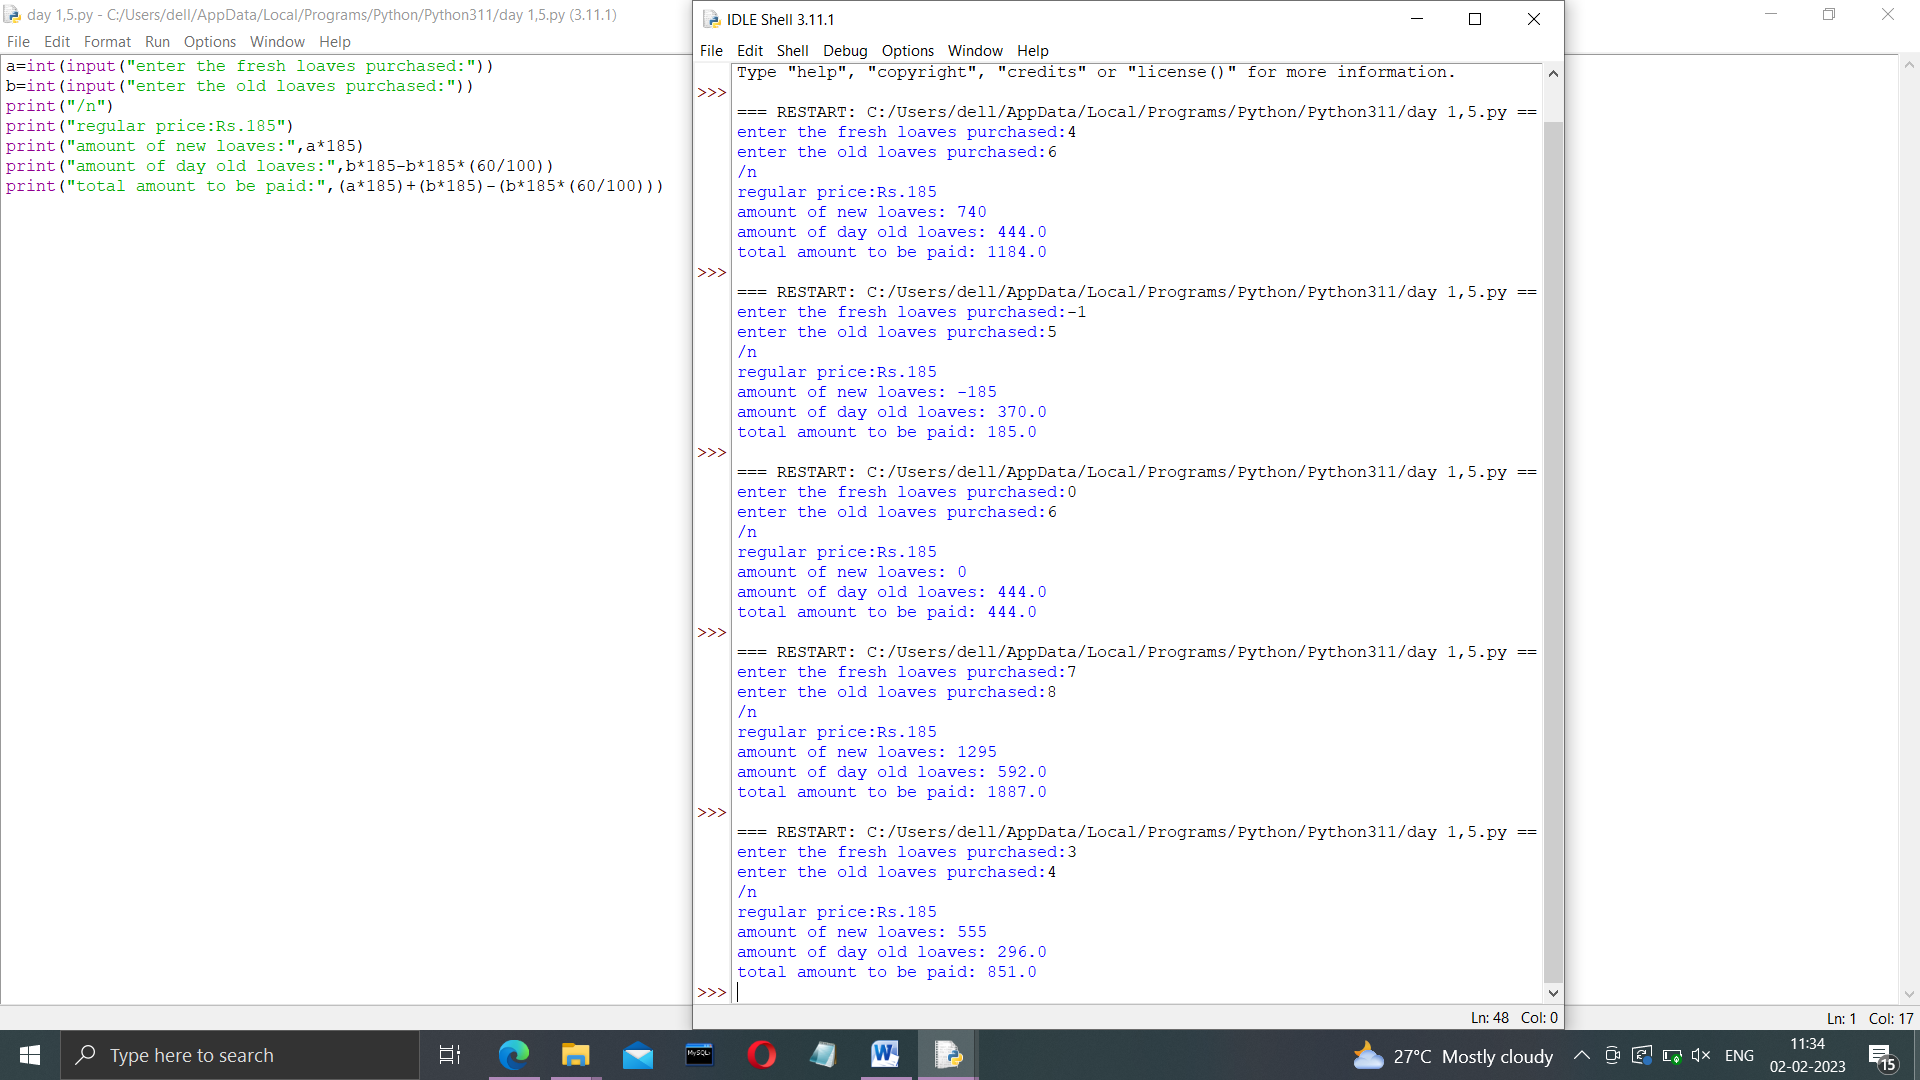 day 1,5.py - C:/Users/dell/AppData/Local/Programs/Python/Python311/day 1,5.py (3.11.1)
File Edit Format Run Options Window Help
a=int(input("enter the fresh loaves purchased:"))
b=int(input("enter the old loaves purchased:"))
print("/n")
print("regular price:Rs.185")
print("amount of new loaves:",a*185)
print("amount of day old loaves:",b*185-b*185*(60/100))
print("total amount to be paid:",(a*185)+(b*185)-(b*185*(60/100)))
IDLE Shell 3.11.1
File Edit Shell Debug Options Window Help
Type "help", "copyright", "credits" or "license()" for more information.
>>>
=== RESTART: C:/Users/dell/AppData/Local/Programs/Python/Python311/day 1,5.py ==
enter the fresh loaves purchased:4
enter the old loaves purchased:6
/n
regular price:Rs.185
amount of new loaves: 740
amount of day old loaves: 444.0
total amount to be paid: 1184.0
>>>
=== RESTART: C:/Users/dell/AppData/Local/Programs/Python/Python311/day 1,5.py ==
enter the fresh loaves purchased:-1
enter the old loaves purchased:5
/n
regular price:Rs.185
amount of new loaves: -185
amount of day old loaves: 370.0
total amount to be paid: 185.0
>>>
=== RESTART: C:/Users/dell/AppData/Local/Programs/Python/Python311/day 1,5.py ==
enter the fresh loaves purchased:0
enter the old loaves purchased:6
/n
regular price:Rs.185
amount of new loaves: 0
amount of day old loaves: 444.0
total amount to be paid: 444.0
>>>
=== RESTART: C:/Users/dell/AppData/Local/Programs/Python/Python311/day 1,5.py ==
enter the fresh loaves purchased:7
enter the old loaves purchased:8
/n
regular price:Rs.185
amount of new loaves: 1295
amount of day old loaves: 592.0
total amount to be paid: 1887.0
>>>
=== RESTART: C:/Users/dell/AppData/Local/Programs/Python/Python311/day 1,5.py ==
enter the fresh loaves purchased:3
enter the old loaves purchased:4
/n
regular price:Rs.185
amount of new loaves: 555
amount of day old loaves: 296.0
total amount to be paid: 851.0
>>>
Ln: 48 Col: 0
Ln: 1 Col: 17
Type here to search
MySQL
27°C Mostly cloudy
ENG
11:34
02-02-2023
15